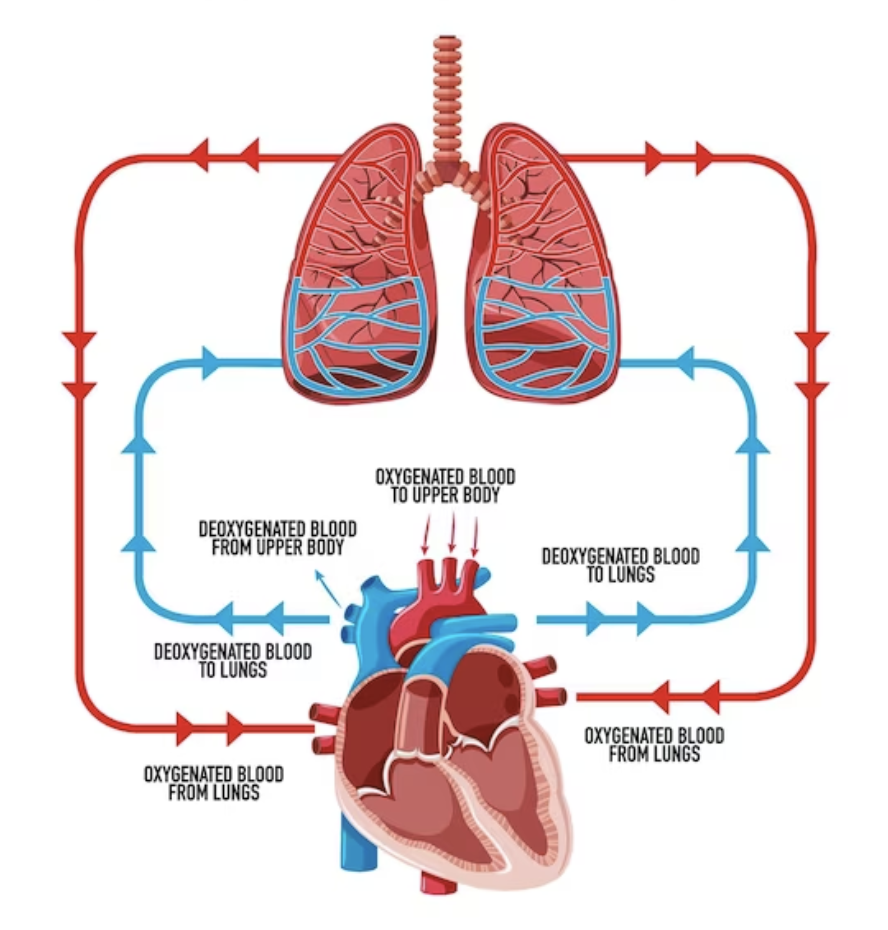 OXYGENATED BLOOD
TO UPPER BODY
DEOXYGENATED BLOOD
FROM UPPER BODY
DEOXYGENATED BLOOD
TO LUNGS
DEOXYGENATED BLOOD
TO LUNGS
OXYGENATED BLOOD
FROM LUNGS
OXYGENATED BLOOD
FROM LUNGS